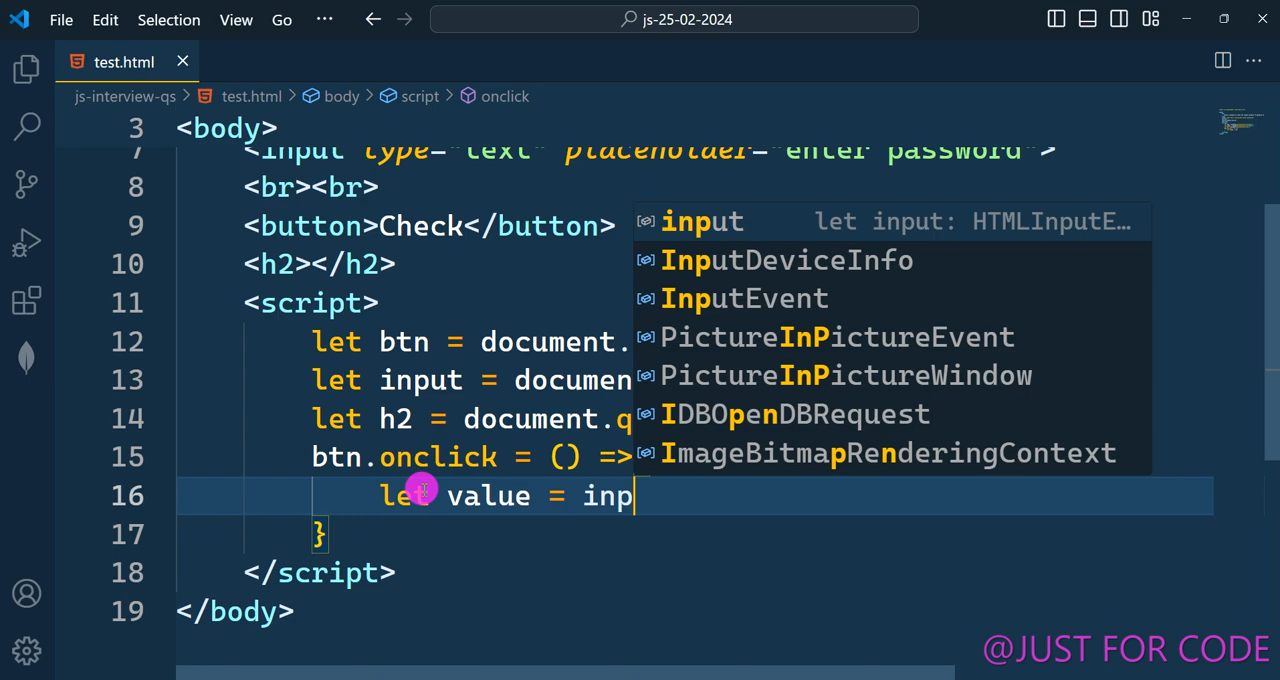 File Edit Selection View Go ··· js-25-02-2024
test.html
js-interview-qs > test.html > body > script > onclick
3 <body>
7 <input type="text" placeholder="enter password">
8 <br><br>
9 <button>Check</button>
10 <h2></h2>
11 <script>
12 let btn = document.
13 let input = documen
14 let h2 = document.q
15 btn.onclick = () =>
16 let value = inp
17 }
18 </script>
19 </body>
input let input: HTMLInputE…
InputDeviceInfo
InputEvent
PictureInPictureEvent
PictureInPictureWindow
IDBOpenDBRequest
ImageBitmapRenderingContext
@JUST FOR CODE